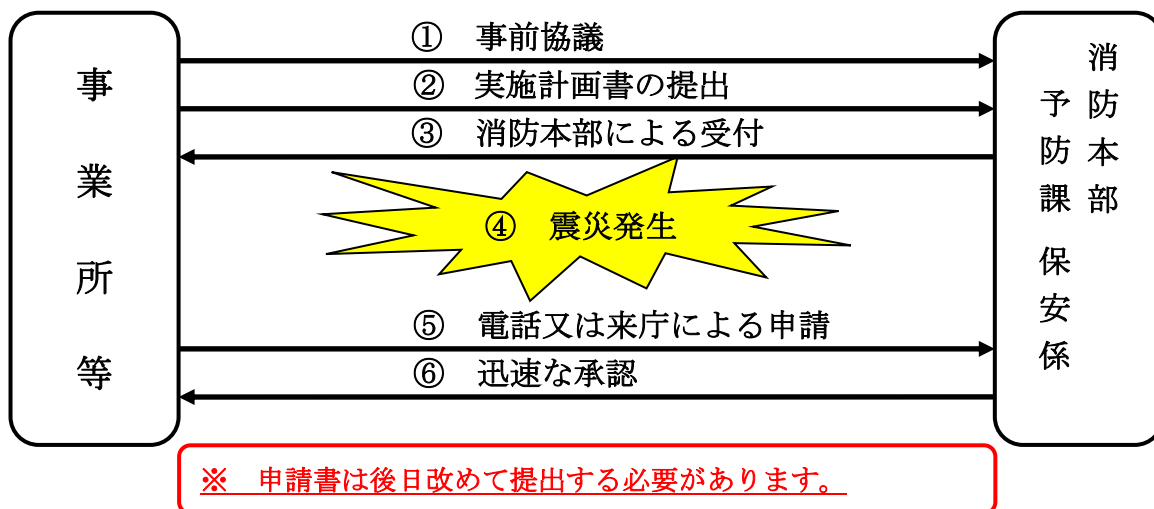 事業所等
① 事前協議
② 実施計画書の提出
③ 消防本部による受付
④ 震災発生
⑤ 電話又は来庁による申請
⑥ 迅速な承認
消防本部
予防課 保安係
※ 申請書は後日改めて提出する必要があります。